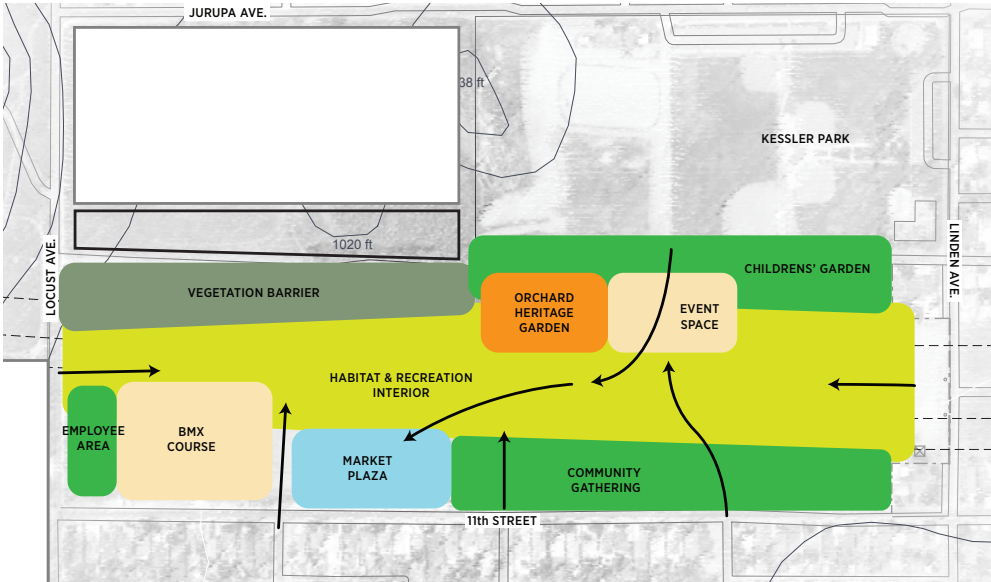 JURUPA AVE.
38 ft
KESSLER PARK
1020 ft
LOCUST AVE.
LINDEN AVE.
CHILDRENS' GARDEN
VEGETATION BARRIER
ORCHARD
HERITAGE
GARDEN
EVENT
SPACE
HABITAT & RECREATION
INTERIOR
EMPLOYEE
AREA
BMX
COURSE
MARKET
PLAZA
COMMUNITY
GATHERING
11th STREET